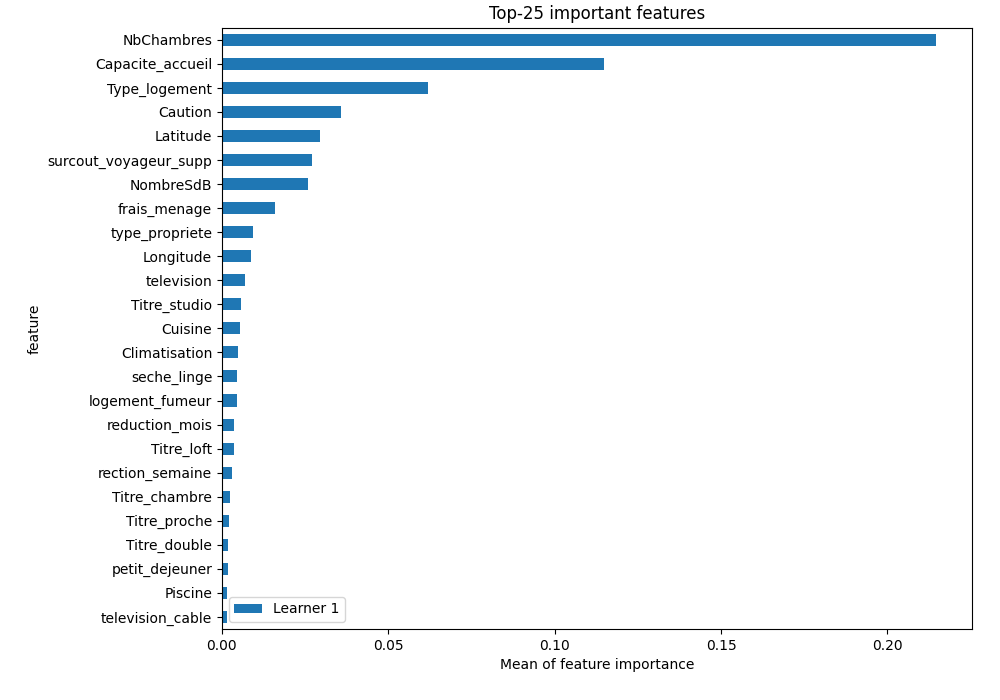 Top-25 important features
NbChambres
Capacite_accueil
Type_logement
Caution
Latitude
surcout_voyageur_supp
NombreSdB
frais_menage
type_propriete
Longitude
television
Titre_studio
Cuisine
Climatisation
seche_linge
logement_fumeur
reduction_mois
Titre_loft
rection_semaine
Titre_chambre
Titre_proche
Titre_double
petit_dejeuner
Piscine
television_cable
feature
Learner 1
0.00 0.05 0.10 0.15 0.20
Mean of feature importance